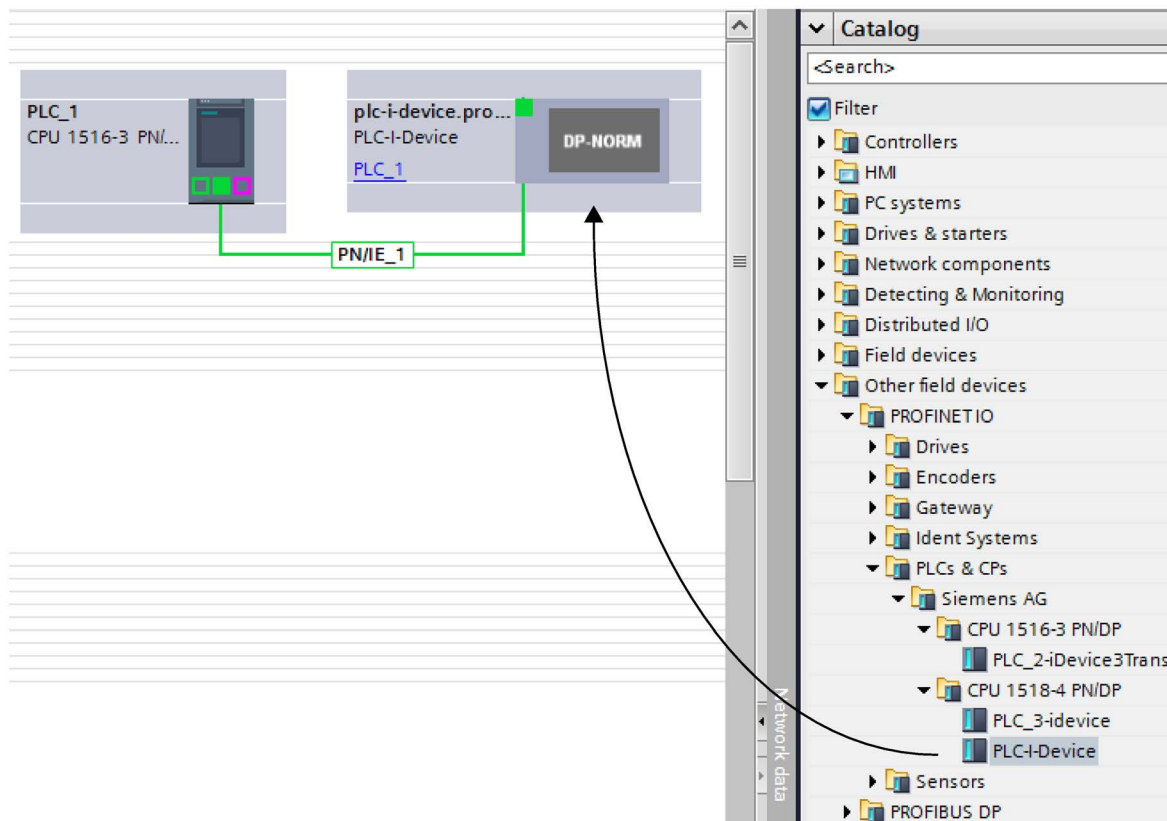 PLC_1
CPU 1516-3 PN/...
plc-i-device.pro...
PLC-I-Device
PLC_1
DP-NORM
PN/IE_1
Network data
Catalog
<Search>
Filter
Controllers
HMI
PC systems
Drives & starters
Network components
Detecting & Monitoring
Distributed I/O
Field devices
Other field devices
PROFINET IO
Drives
Encoders
Gateway
Ident Systems
PLCs & CPs
Siemens AG
CPU 1516-3 PN/DP
PLC_2-iDevice3Trans
CPU 1518-4 PN/DP
PLC_3-idevice
PLC-I-Device
Sensors
PROFIBUS DP